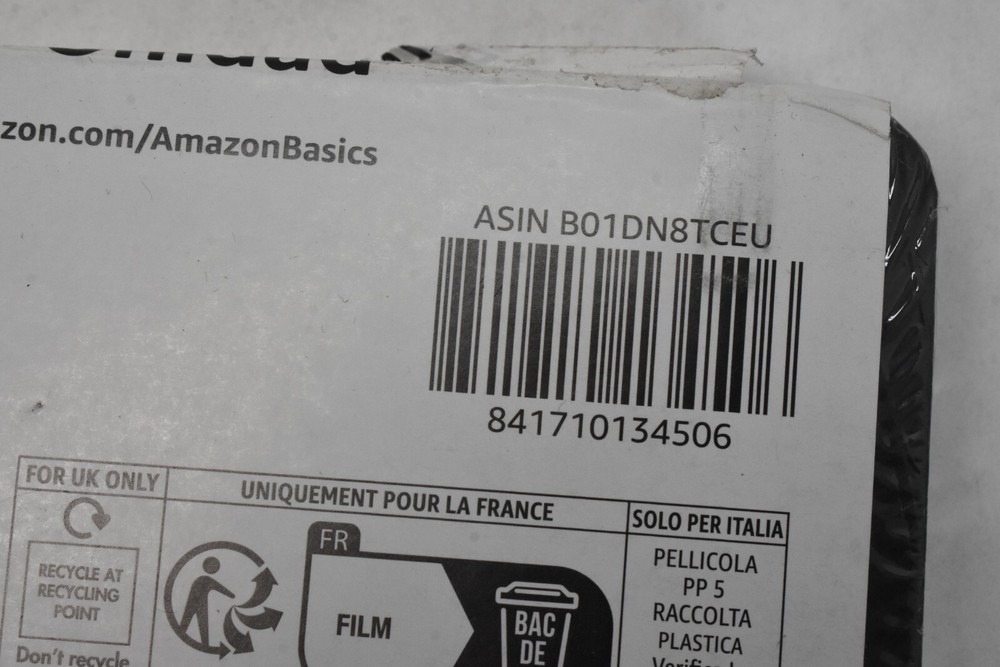 zon.com/AmazonBasics
ASIN B01DN8TCEU
841710134506
FOR UK ONLY
RECYCLE AT
RECYCLING
POINT
Don't recycle
UNIQUEMENT POUR LA FRANCE
FR
FILM
BAC
DE
SOLO PER ITALIA
PELLICOLA
PP 5
RACCOLTA
PLASTICA